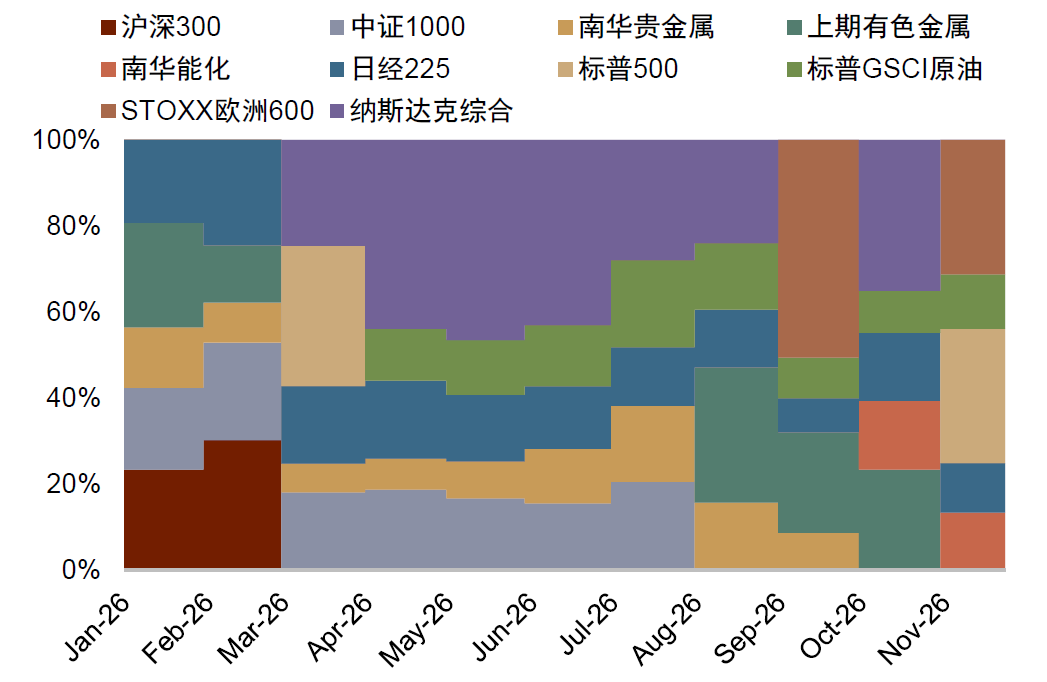 沪深300 中证1000 南华贵金属 上期有色金属
南华能化 日经225 标普500 标普GSCI原油
STOXX欧洲600 纳斯达克综合
100%
80%
60%
40%
20%
0%
Jan-26 Feb-26 Mar-26 Apr-26 May-26 Jun-26 Jul-26 Aug-26 Sep-26 Oct-26 Nov-26